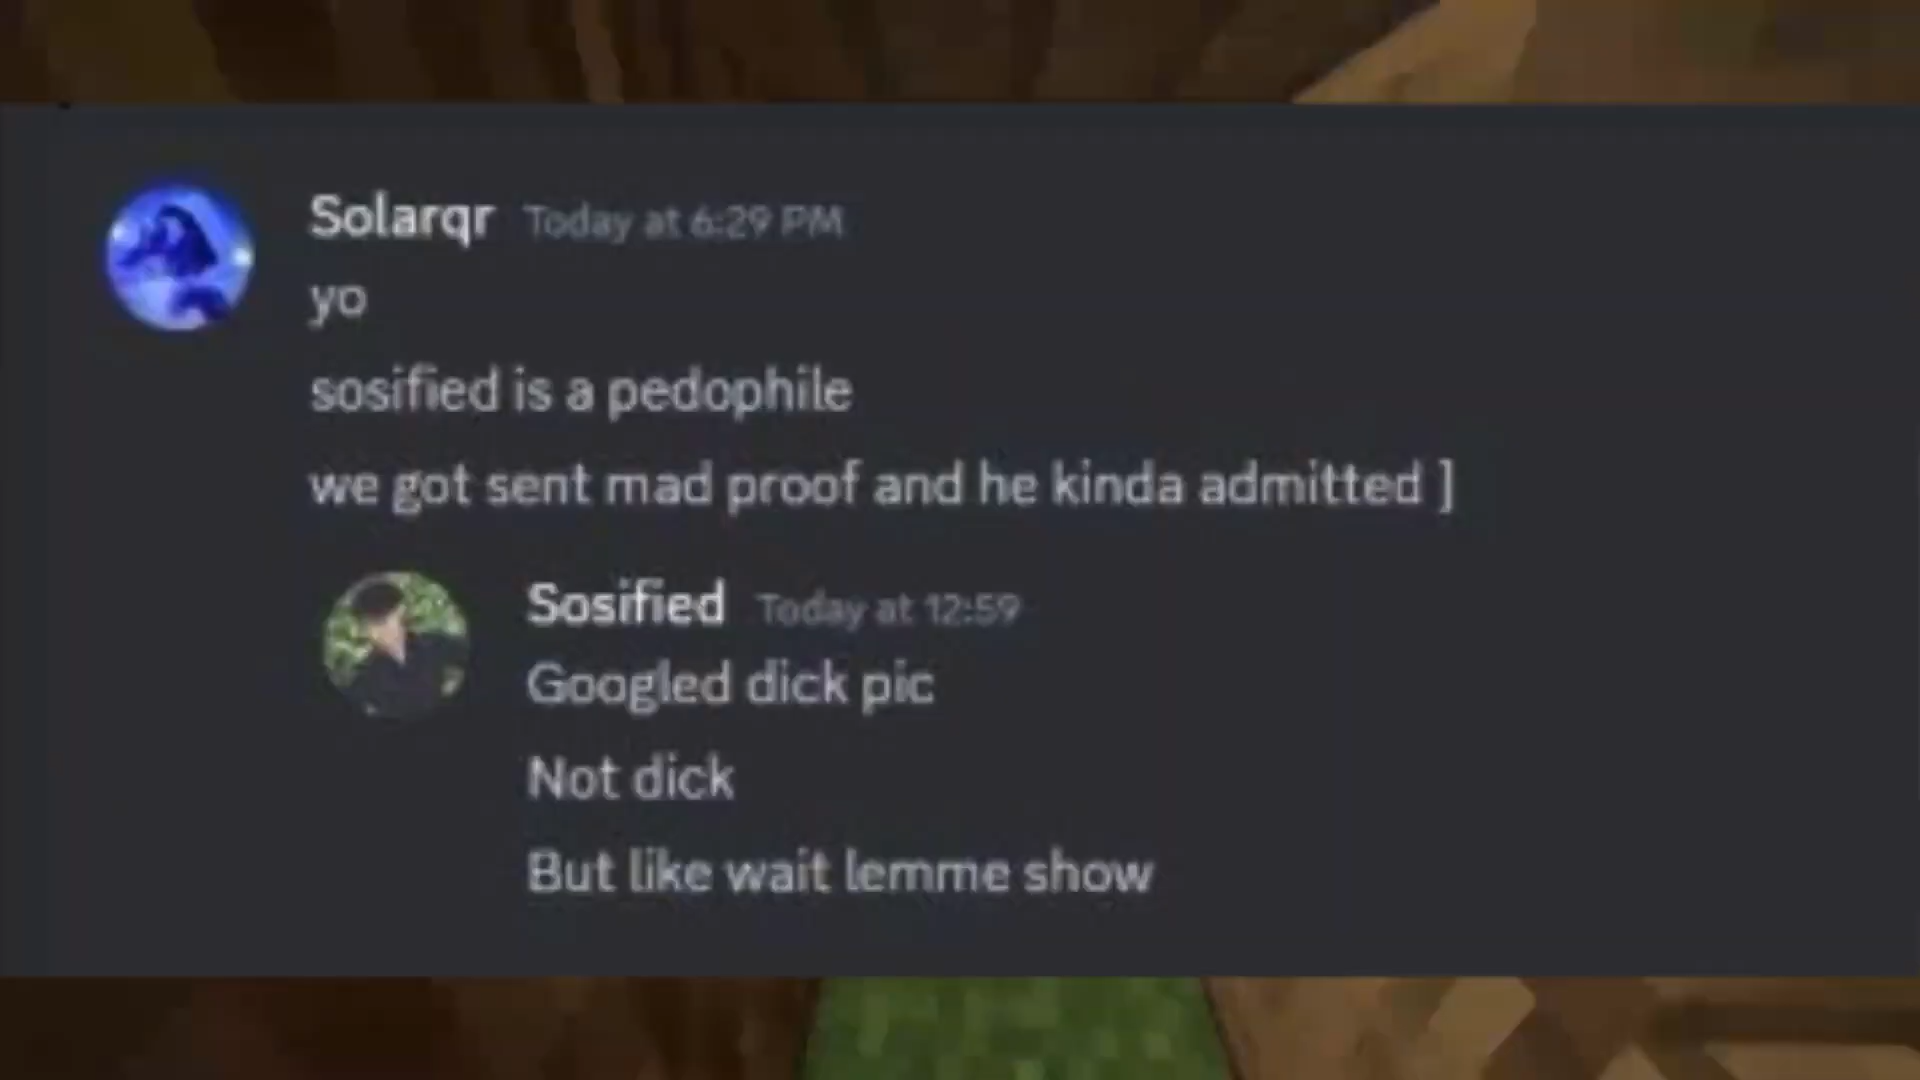 Solarqr Today at 6:29 PM
yo
sosified is a pedophile
we got sent mad proof and he kinda admitted ]
Sosified Today at 12:59
Googled dick pic
Not dick
But like wait lemme show